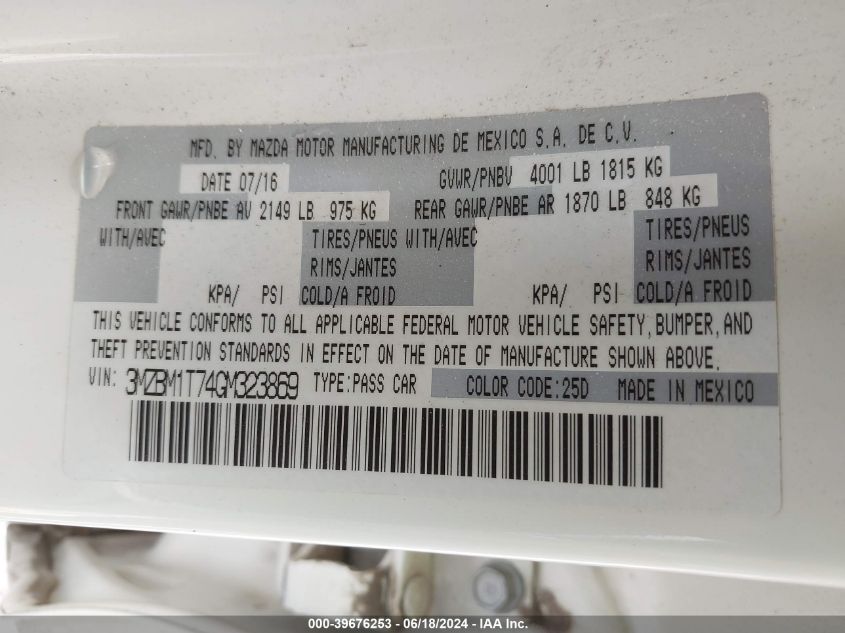 MFD. BY MAZDA MOTOR MANUFACTURING DE MEXICO S.A. DE C.V.
DATE 07/16 GVWR/PNBV 4001 LB 1815 KG
FRONT GAWR/PNBE AV 2149 LB 975 KG REAR GAWR/PNBE AR 1870 LB 848 KG
WITH/AVEC TIRES/PNEUS WITH/AVEC TIRES/PNEUS
RIMS/JANTES RIMS/JANTES
KPA/ PSI COLD/A FROID KPA/ PSI COLD/A FROID
THIS VEHICLE CONFORMS TO ALL APPLICABLE FEDERAL MOTOR VEHICLE SAFETY, BUMPER, AND
THEFT PREVENTION STANDARDS IN EFFECT ON THE DATE OF MANUFACTURE SHOWN ABOVE.
VIN: 3MZBM1T74GM323869 TYPE:PASS CAR COLOR CODE:25D MADE IN MEXICO
000-39676253 - 06/18/2024 - IAA Inc.